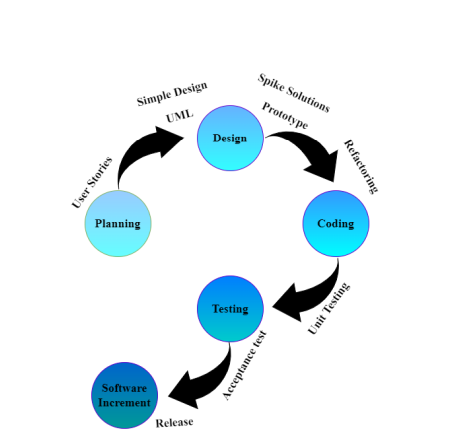 Spike Solutions
Simple Design
UML
Prototype
Design
User Stories
Refactoring
Planning
Coding
Testing
Unit Testing
Acceptance test
Software
Increment
Release